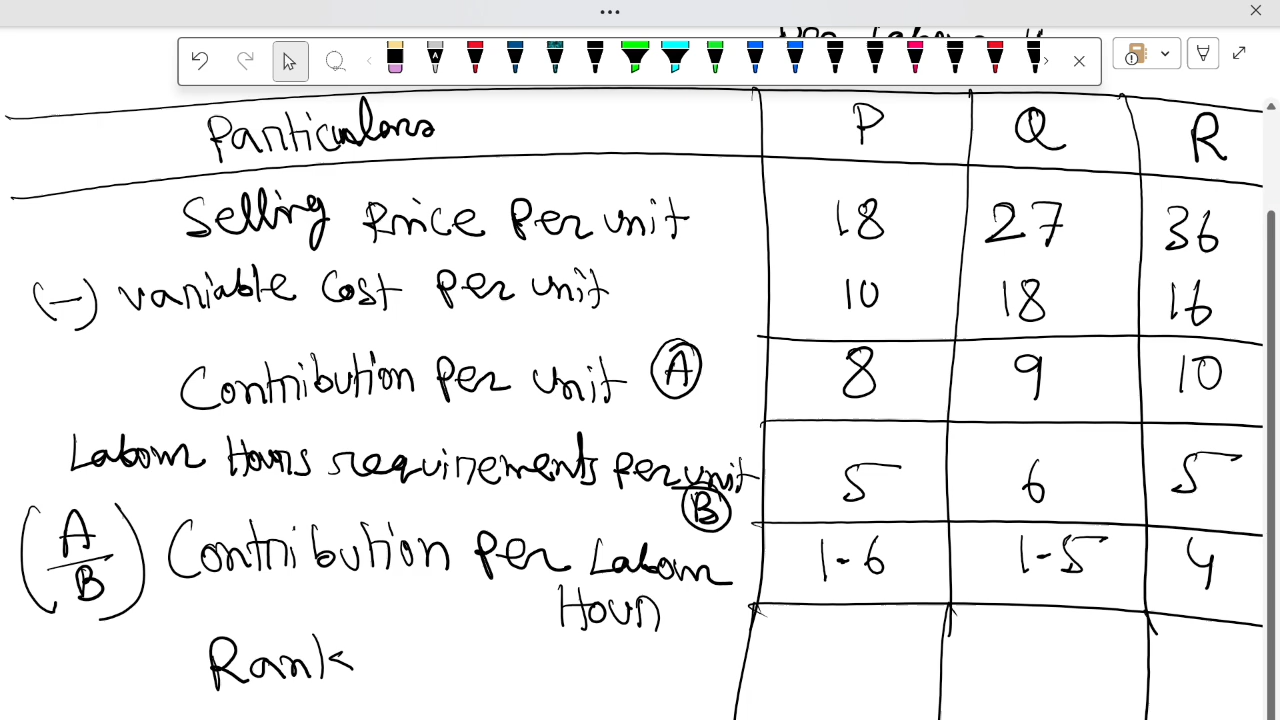 Particulars P Q R
Selling Price Per unit 18 27 36
(-) variable cost per unit 10 18 16
Contribution per unit A 8 9 10
Labour Hours requirements per unit B 5 6 5
(A/B) Contribution per Labour 1-6 1-5 4
Hour
Rank